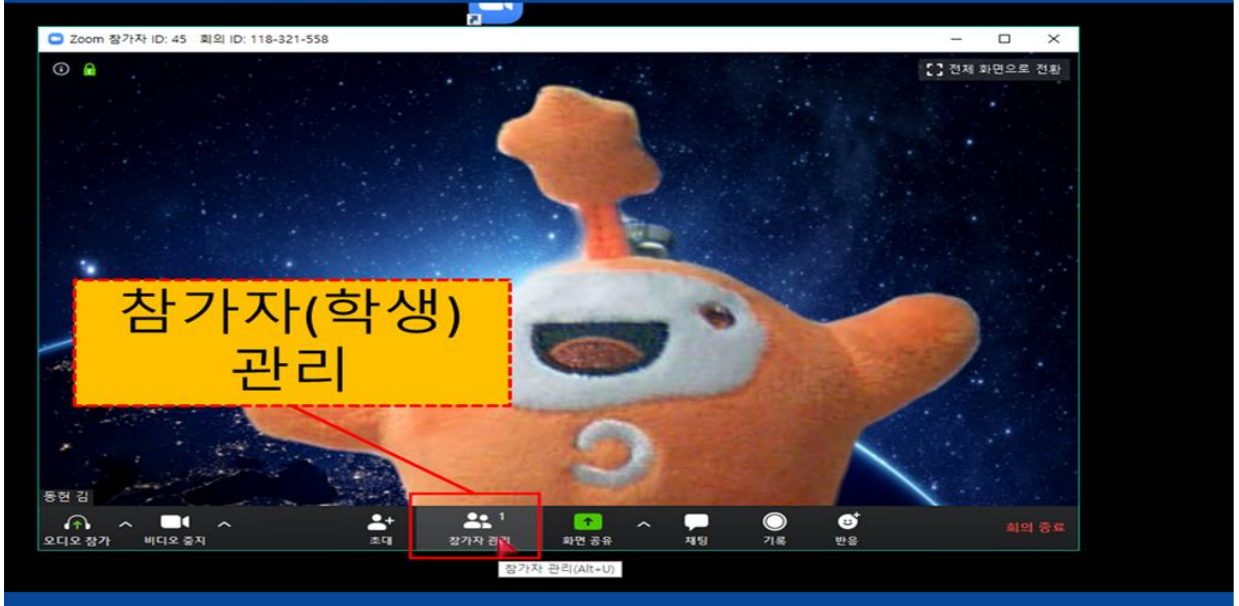 Zoom 참가자 ID: 45 회의 ID: 118-321-558
전체 화면으로 전환
참가자(학생)
관리
동현 김
1
오디오 참가
비디오 중지
초대
참가자 관리
화면 공유
채팅
기록
반응
회의 종료
참가자 관리(Alt+U)